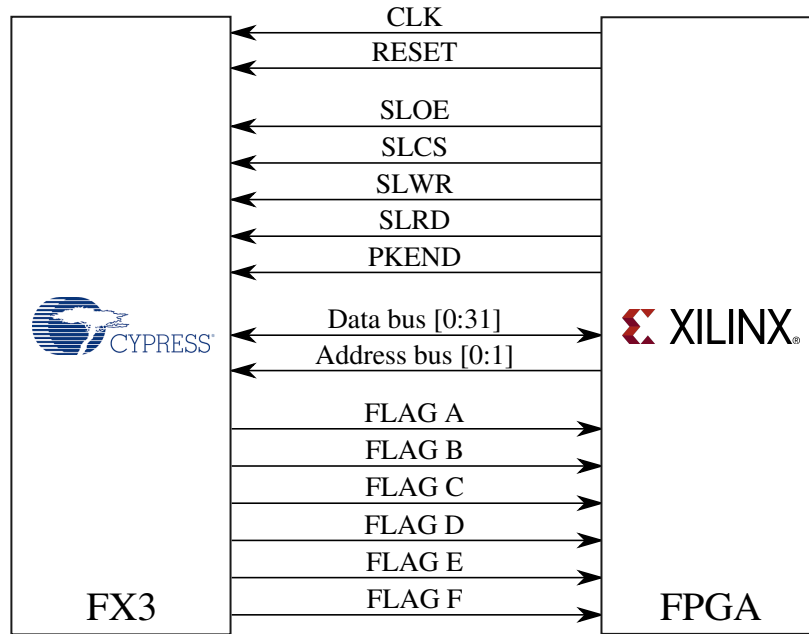 CLK
RESET
SLOE
SLCS
SLWR
SLRD
PKEND
Data bus [0:31]
CYPRESS
XILINX®
Address bus [0:1]
FLAG A
FLAG B
FLAG C
FLAG D
FLAG E
FLAG F
FX3
FPGA